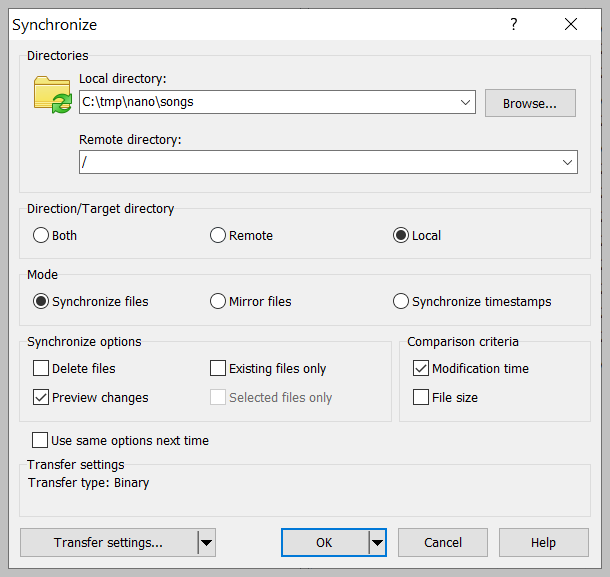 Synchronize
?
Directories
Local directory:
C:\tmp\nano\songs
Browse...
Remote directory:
/
Direction/Target directory
Both Remote Local
Mode
Synchronize files Mirror files Synchronize timestamps
Synchronize options
Delete files Existing files only
Preview changes Selected files only
Comparison criteria
Modification time
File size
Use same options next time
Transfer settings
Transfer type: Binary
Transfer settings... OK Cancel Help